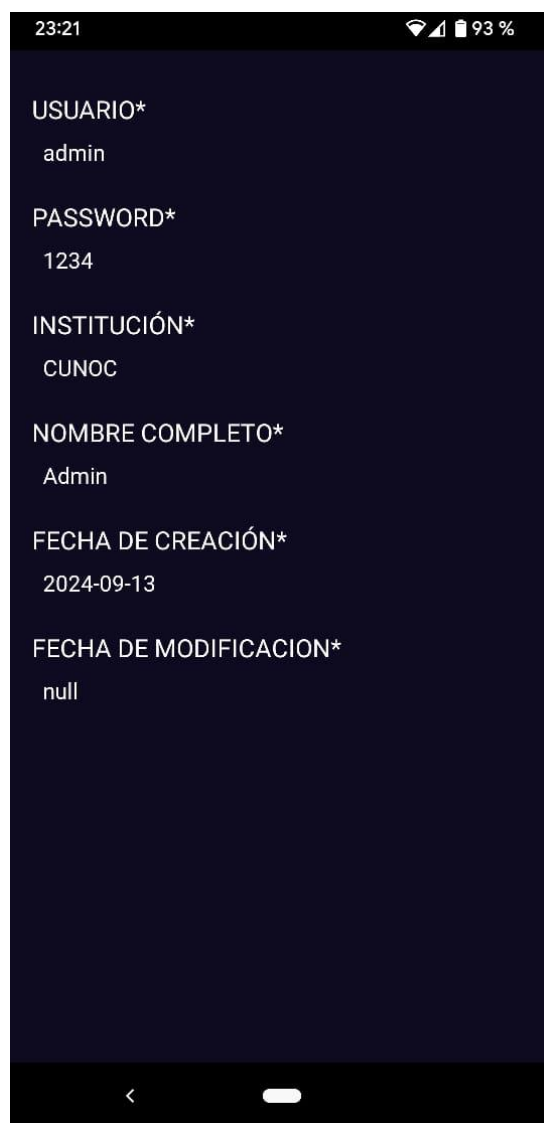 23:21 93 %
USUARIO*
admin
PASSWORD*
1234
INSTITUCIÓN*
CUNOC
NOMBRE COMPLETO*
Admin
FECHA DE CREACIÓN*
2024-09-13
FECHA DE MODIFICACION*
null